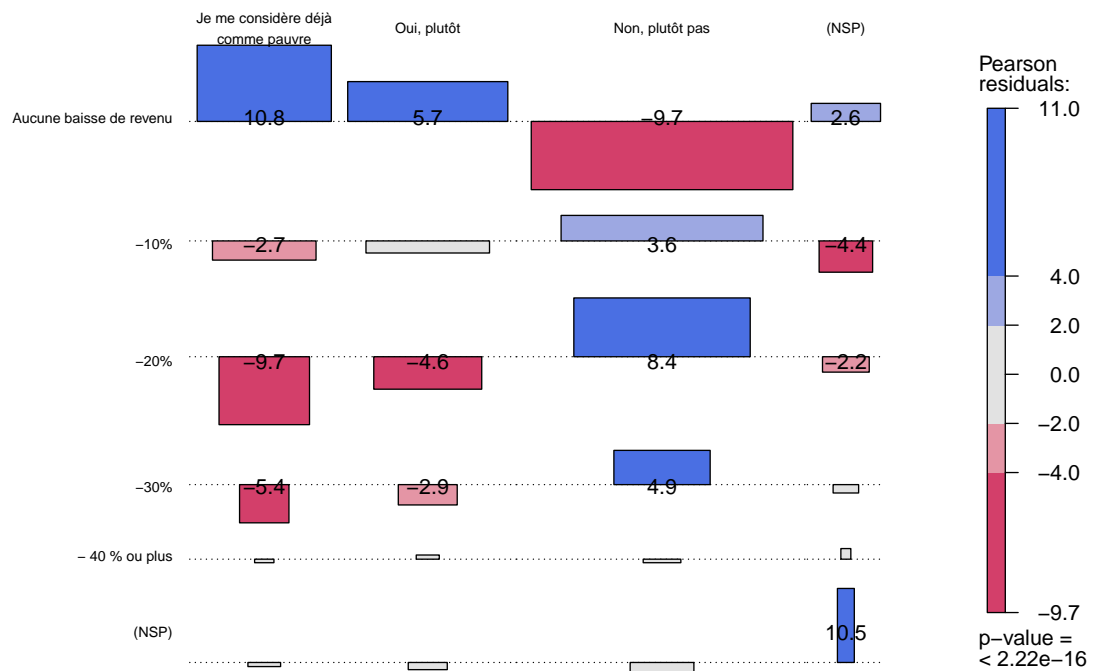 Je me considère déjà
comme pauvre
Oui, plutôt
Non, plutôt pas
(NSP)
Pearson
residuals:
Aucune baisse de revenu
10.8
5.7
−9.7
2.6
11.0
−10%
−2.7
3.6
−4.4
4.0
2.0
−20%
−9.7
−4.6
8.4
−2.2
0.0
−2.0
−30%
−5.4
−2.9
4.9
−4.0
− 40 % ou plus
(NSP)
10.5
−9.7
p−value =
< 2.22e−16